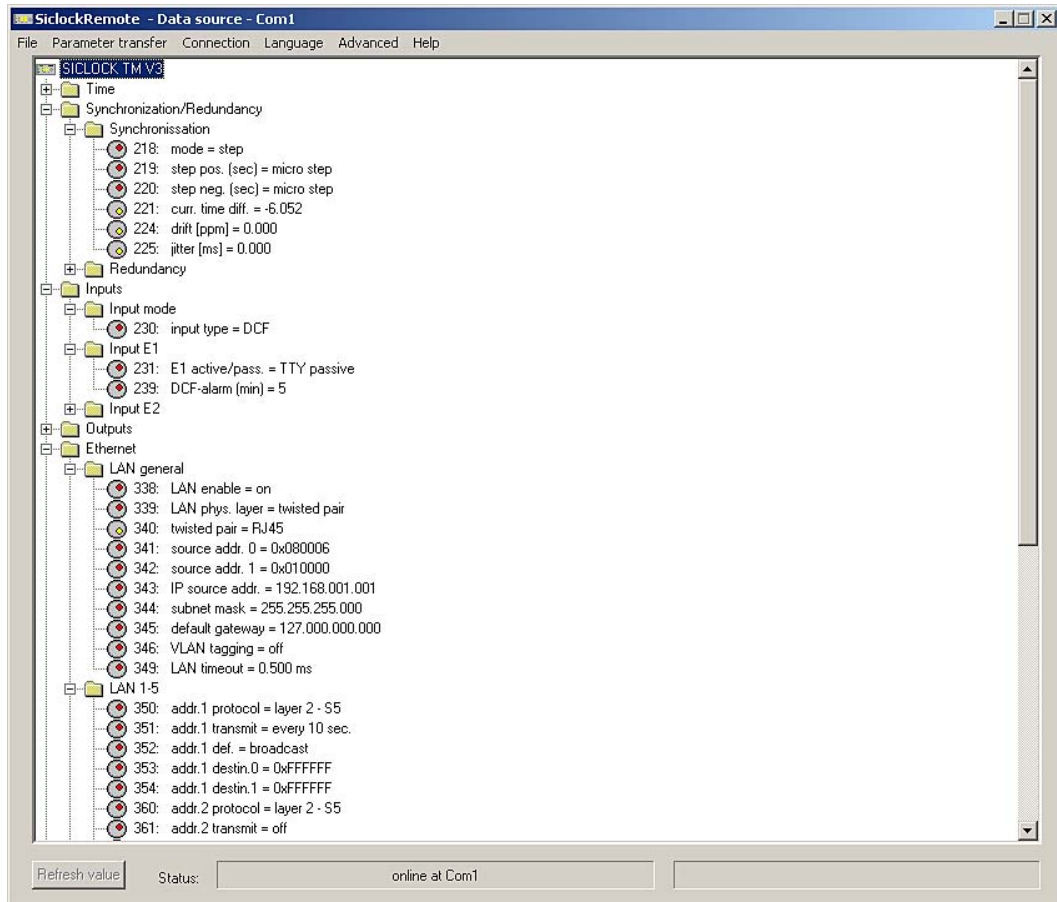 SiclockRemote - Data source - Com1
File Parameter transfer Connection Language Advanced Help
SICLOCK TM V3
Time
Synchronization/Redundancy
Synchronissation
218: mode = step
219: step pos. (sec) = micro step
220: step neg. (sec) = micro step
221: curr. time diff. = -6.052
224: drift [ppm] = 0.000
225: jitter [ms] = 0.000
Redundancy
Inputs
Input mode
230: input type = DCF
Input E1
231: E1 active/pass. = TTY passive
239: DCF-alarm (min) = 5
Input E2
Outputs
Ethernet
LAN general
338: LAN enable = on
339: LAN phys. layer = twisted pair
340: twisted pair = RJ45
341: source addr. 0 = 0x080006
342: source addr. 1 = 0x010000
343: IP source addr. = 192.168.001.001
344: subnet mask = 255.255.255.000
345: default gateway = 127.000.000.000
346: VLAN tagging = off
349: LAN timeout = 0.500 ms
LAN 1-5
350: addr.1 protocol = layer 2 - S5
351: addr.1 transmit = every 10 sec.
352: addr.1 def. = broadcast
353: addr.1 destin.0 = 0xFFFFFF
354: addr.1 destin.1 = 0xFFFFFF
360: addr.2 protocol = layer 2 - S5
361: addr.2 transmit = off
Refresh value Status: online at Com1